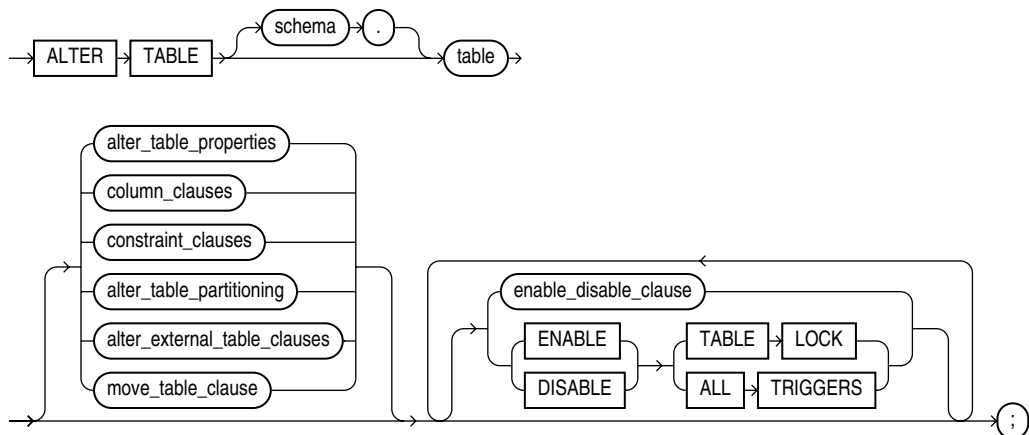 schema .
ALTER TABLE table
alter_table_properties
column_clauses
constraint_clauses
alter_table_partitioning
alter_external_table_clauses
move_table_clause
enable_disable_clause
ENABLE TABLE LOCK
DISABLE ALL TRIGGERS
;